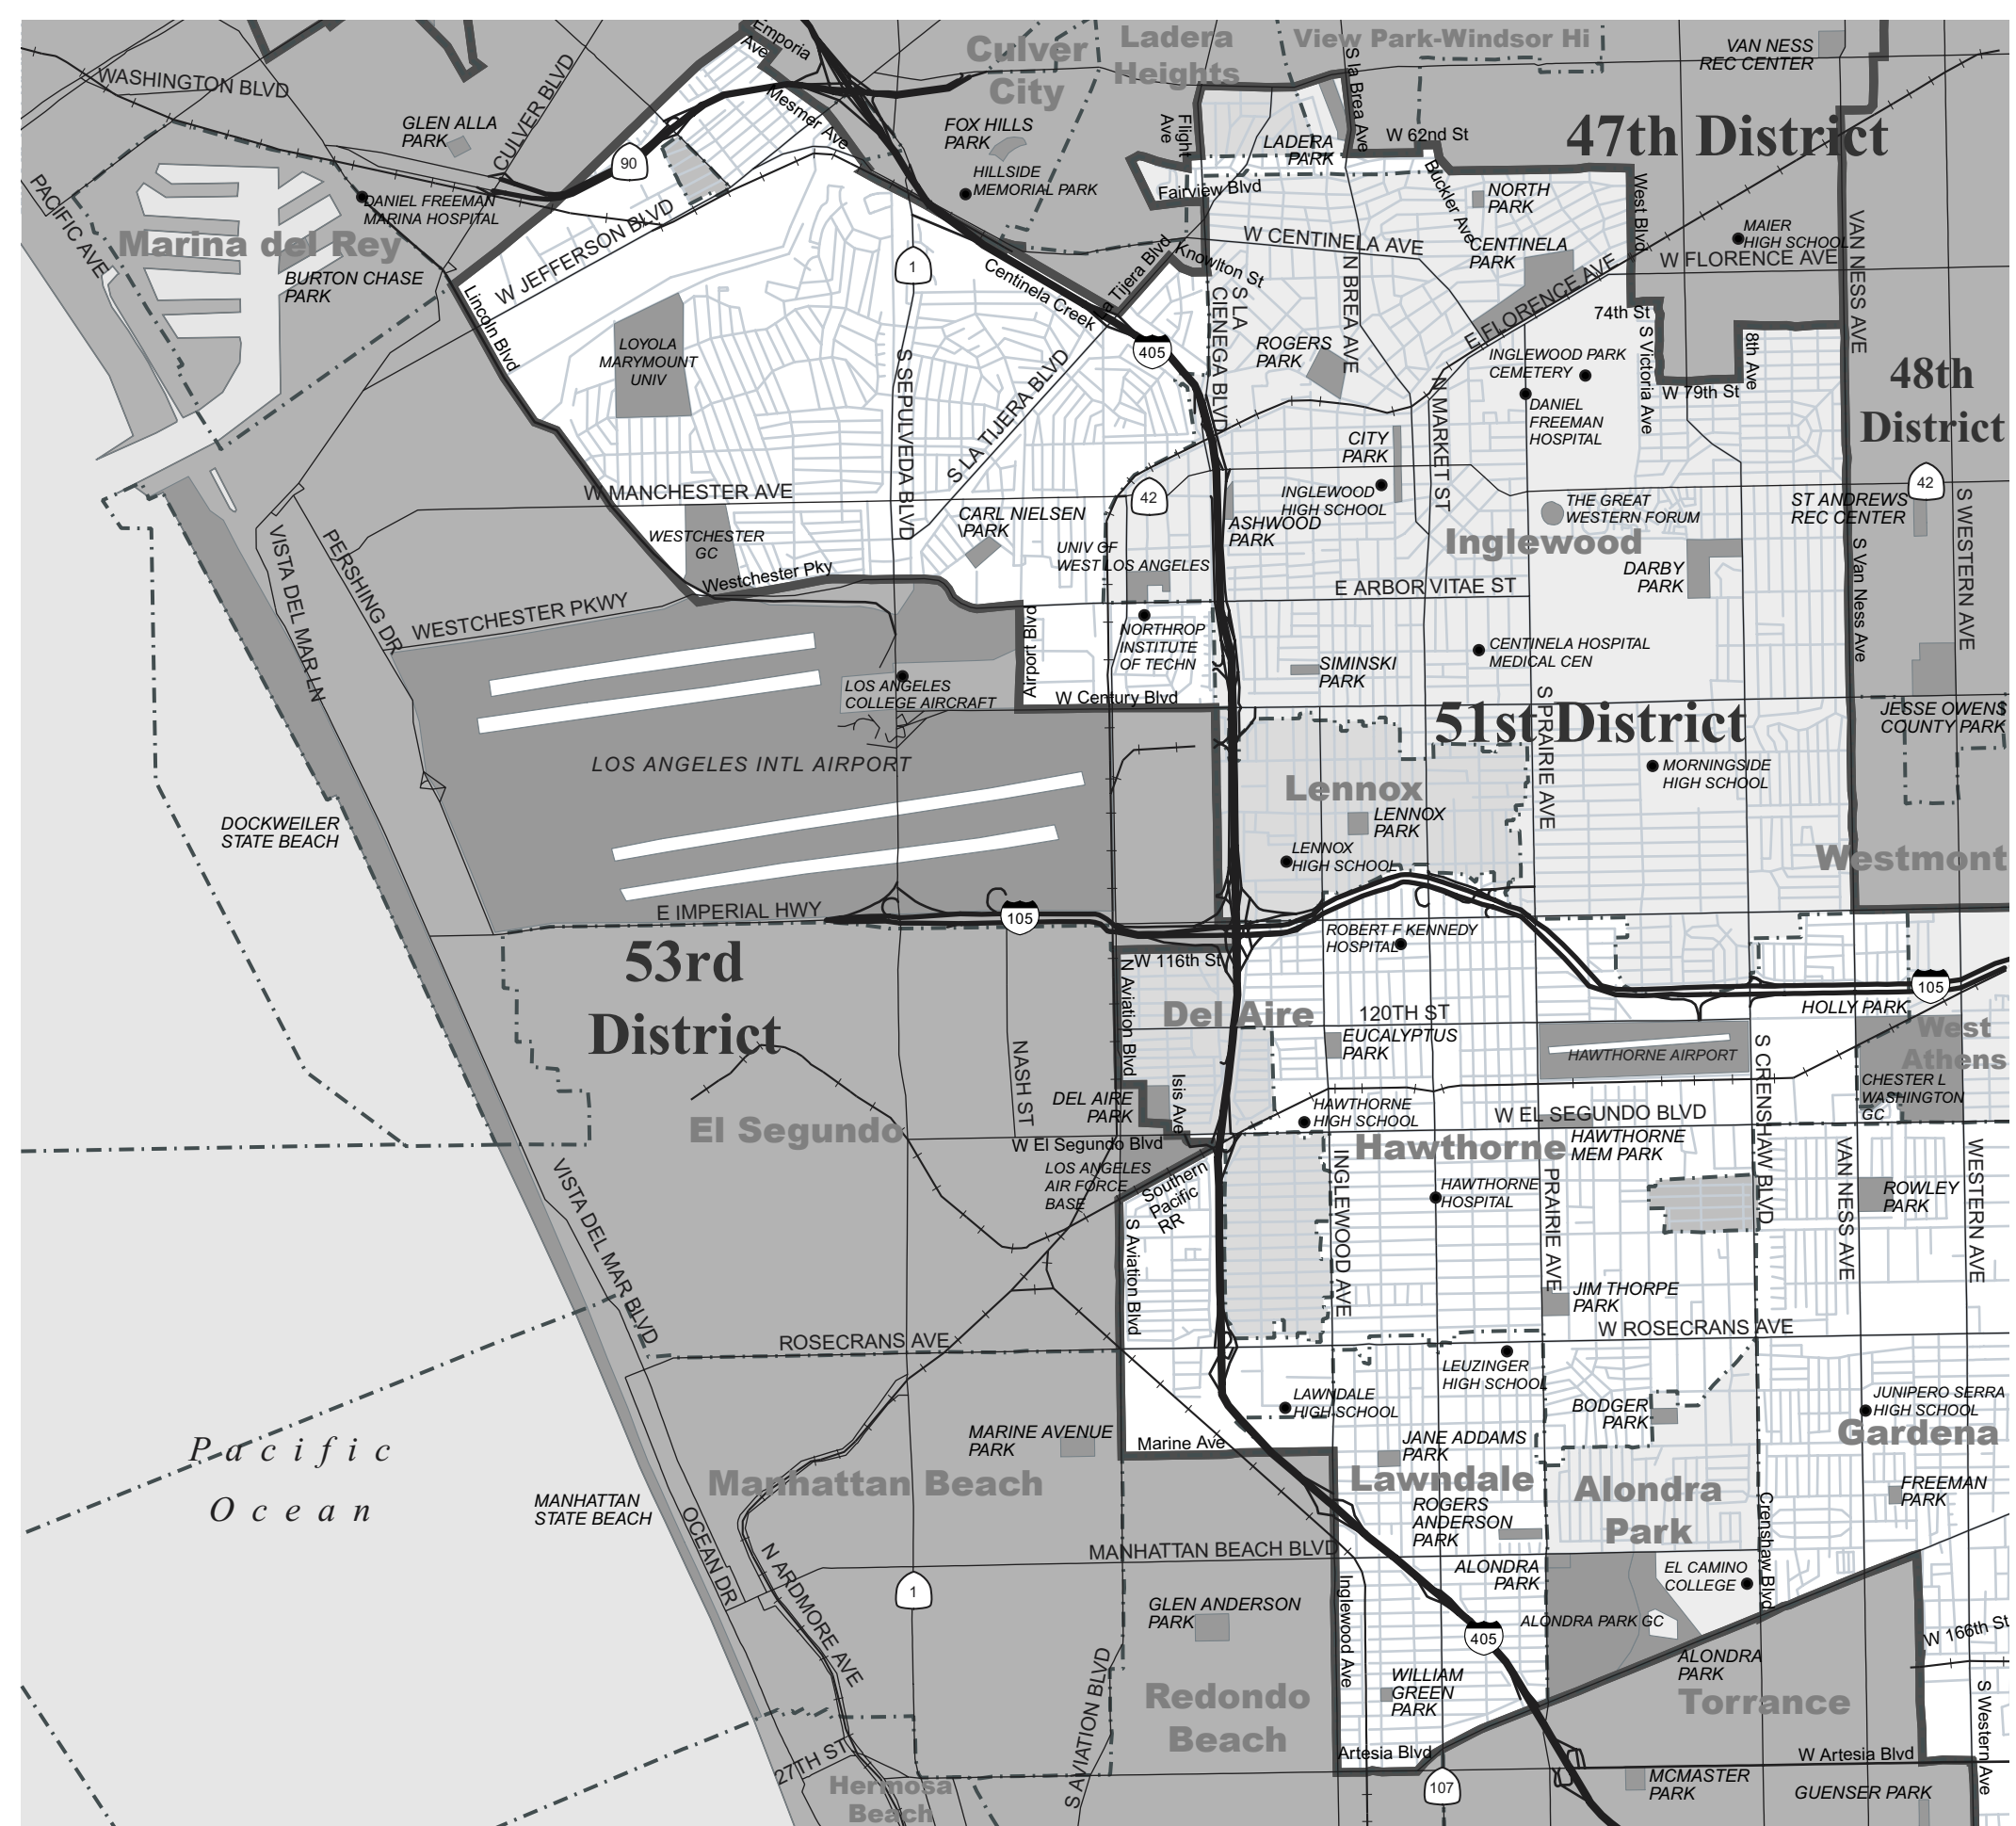 Emporia
Ave
Culver
City
Ladera
Heights
View Park-Windsor Hi
S la Brea Ave
VAN NESS
REC CENTER
WASHINGTON BLVD
CULVER BLVD
Mesmer Ave
GLEN ALLA
PARK
FOX HILLS
PARK
Flight
Ave
LADERA
PARK
W 62nd St
47th District
90
HILLSIDE
MEMORIAL PARK
Fairview Blvd
Buckler Ave
NORTH
PARK
West Blvd
PACIFIC AVE
DANIEL FREEMAN
MARINA HOSPITAL
Marina del Rey
W JEFFERSON BLVD
BURTON CHASE
PARK
1
La Tijera Blvd
Knowlton St
W CENTINELA AVE
CENTINELA
PARK
MAIER
HIGH SCHOOL
W FLORENCE AVE
VAN NESS AVE
Lincoln Blvd
Centinela Creek
S LA
CIENEGA BLVD
N BREA AVE
E FLORENCE AVE
74th St
S Victoria Ave
8th Ave
LOYOLA
MARYMOUNT
UNIV
405
ROGERS
PARK
INGLEWOOD PARK
CEMETERY
48th
District
W 79th St
S SEPULVEDA BLVD
S LA TIJERA BLVD
N MARKET ST
DANIEL
FREEMAN
HOSPITAL
CITY
PARK
W MANCHESTER AVE
42
INGLEWOOD
HIGH SCHOOL
THE GREAT
WESTERN FORUM
ST ANDREWS
REC CENTER
42
S WESTERN AVE
WESTCHESTER
GC
CARL NIELSEN
PARK
ASHWOOD
PARK
Inglewood
VISTA DEL MAR LN
PERSHING DR
UNIV OF
WEST LOS ANGELES
DARBY
PARK
S Van Ness Ave
Westchester Pky
WESTCHESTER PKWY
E ARBOR VITAE ST
Airport Blvd
NORTHROP
INSTITUTE
OF TECHN
CENTINELA HOSPITAL
MEDICAL CEN
SIMINSKI
PARK
LOS ANGELES
COLLEGE AIRCRAFT
W Century Blvd
51st District
S PRAIRIE AVE
JESSE OWENS
COUNTY PARK
LOS ANGELES INTL AIRPORT
MORNINGSIDE
HIGH SCHOOL
Lennox
LENNOX
PARK
DOCKWEILER
STATE BEACH
LENNOX
HIGH SCHOOL
Westmont
E IMPERIAL HWY
105
53rd
District
ROBERT F KENNEDY
HOSPITAL
W 116th St
N Aviation Blvd
105
Del Aire
120TH ST
HOLLY PARK
EUCALYPTUS
PARK
HAWTHORNE AIRPORT
S CRENSHAW BLVD
West
Athens
NASH ST
CHESTER L
WASHINGTON
GC
DEL AIRE
PARK
Isis Ave
HAWTHORNE
HIGH SCHOOL
W EL SEGUNDO BLVD
El Segundo
W El Segundo Blvd
Hawthorne
HAWTHORNE
MEM PARK
LOS ANGELES
AIR FORCE
BASE
Southern
Pacific
RR
INGLEWOOD AVE
HAWTHORNE
HOSPITAL
PRAIRIE AVE
VAN NESS AVE
ROWLEY
PARK
WESTERN AVE
VISTA DEL MAR BLVD
S Aviation Blvd
JIM THORPE
PARK
ROSECRANS AVE
W ROSECRANS AVE
LEUZINGER
HIGH SCHOOL
LAWNDALE
HIGH SCHOOL
BODGER
PARK
JUNIPERO SERRA
HIGH SCHOOL
Gardena
Pacific
Ocean
MARINE AVENUE
PARK
Marine Ave
JANE ADDAMS
PARK
Manhattan Beach
Lawndale
Alondra
Park
FREEMAN
PARK
MANHATTAN
STATE BEACH
OCEAN DR
ROGERS
ANDERSON
PARK
Crenshaw Blvd
N ARDMORE AVE
MANHATTAN BEACH BLVD
ALONDRA
PARK
EL CAMINO
COLLEGE
1
Inglewood Ave
GLEN ANDERSON
PARK
405
ALONDRA PARK GC
W 166th St
ALONDRA
PARK
S AVIATION BLVD
WILLIAM
GREEN
PARK
Redondo
Beach
Torrance
S Western Ave
27TH ST
Artesia Blvd
W Artesia Blvd
Hermosa
Beach
107
MCMASTER
PARK
GUENSER PARK